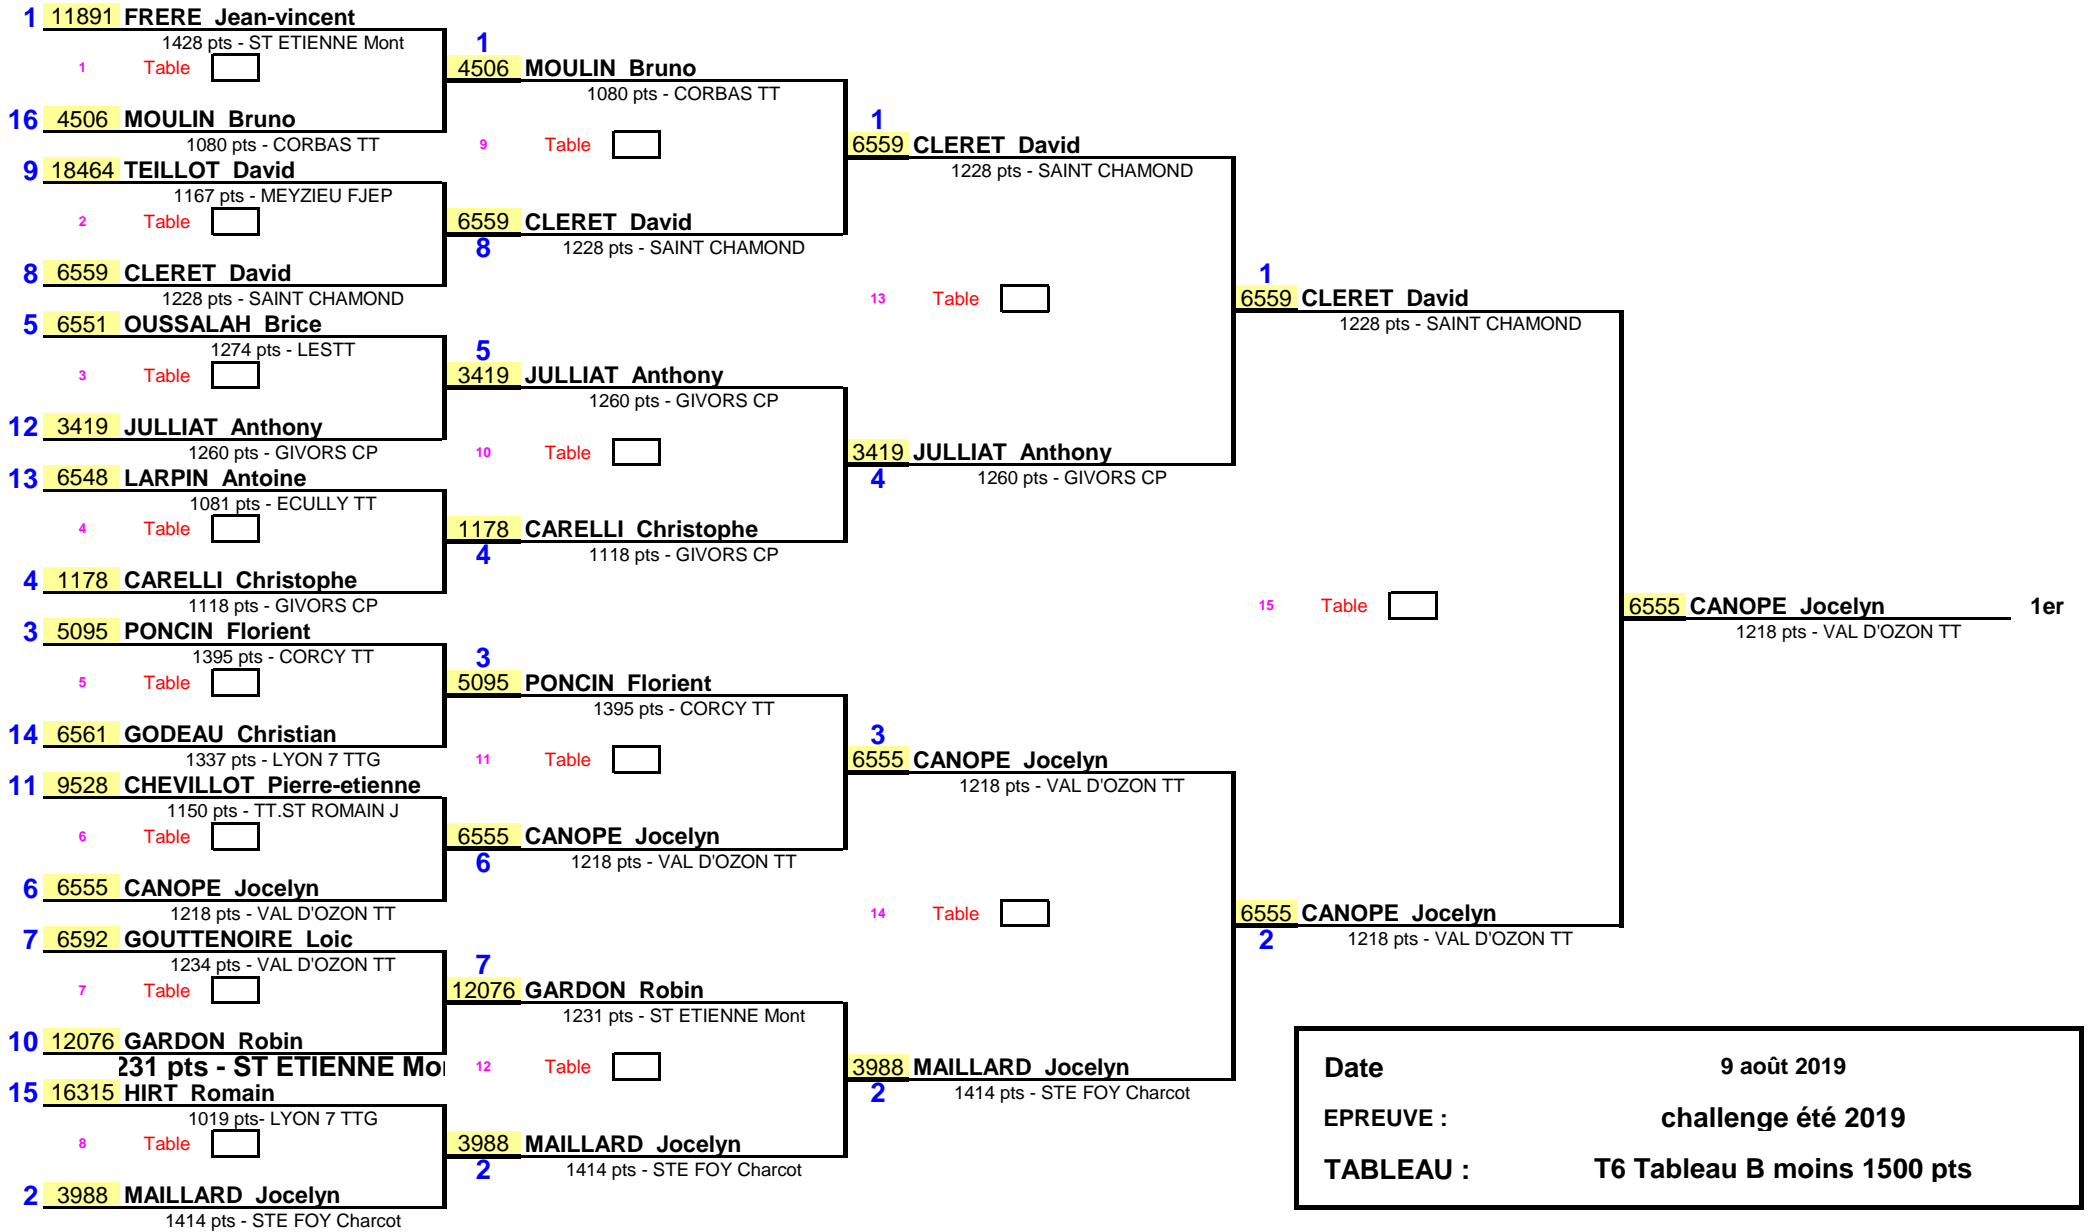 1 11891 FRERE Jean-vincent
1428 pts - ST ETIENNE Mont
1 Table
16 4506 MOULIN Bruno
1080 pts - CORBAS TT
9 18464 TEILLOT David
1167 pts - MEYZIEU FJEP
2 Table
8 6559 CLERET David
1228 pts - SAINT CHAMOND
5 6551 OUSSALAH Brice
1274 pts - LESTT
3 Table
12 3419 JULLIAT Anthony
1260 pts - GIVORS CP
13 6548 LARPIN Antoine
1081 pts - ECULLY TT
4 Table
4 1178 CARELLI Christophe
1118 pts - GIVORS CP
3 5095 PONCIN Florient
1395 pts - CORCY TT
5 Table
14 6561 GODEAU Christian
1337 pts - LYON 7 TTG
11 9528 CHEVILLOT Pierre-etienne
1150 pts - TT.ST ROMAIN J
6 Table
6 6555 CANOPE Jocelyn
1218 pts - VAL D'OZON TT
7 6592 GOUTTENOIRE Loic
1234 pts - VAL D'OZON TT
7 Table
10 12076 GARDON Robin
231 pts - ST ETIENNE Mo
15 16315 HIRT Romain
1019 pts- LYON 7 TTG
8 Table
2 3988 MAILLARD Jocelyn
1414 pts - STE FOY Charcot
1
4506 MOULIN Bruno
1080 pts - CORBAS TT
9 Table
6559 CLERET David
8
1228 pts - SAINT CHAMOND
5
3419 JULLIAT Anthony
1260 pts - GIVORS CP
10 Table
1178 CARELLI Christophe
4
1118 pts - GIVORS CP
3
5095 PONCIN Florient
1395 pts - CORCY TT
11 Table
6555 CANOPE Jocelyn
6
1218 pts - VAL D'OZON TT
7
12076 GARDON Robin
1231 pts - ST ETIENNE Mont
12 Table
3988 MAILLARD Jocelyn
2
1414 pts - STE FOY Charcot
1
6559 CLERET David
1228 pts - SAINT CHAMOND
13 Table
3419 JULLIAT Anthony
4
1260 pts - GIVORS CP
3
6555 CANOPE Jocelyn
1218 pts - VAL D'OZON TT
14 Table
3988 MAILLARD Jocelyn
2
1414 pts - STE FOY Charcot
1
6559 CLERET David
1228 pts - SAINT CHAMOND
15 Table
6555 CANOPE Jocelyn
2
1218 pts - VAL D'OZON TT
6555 CANOPE Jocelyn 1er
1218 pts - VAL D'OZON TT
Date 9 août 2019
EPREUVE : challenge été 2019
TABLEAU : T6 Tableau B moins 1500 pts